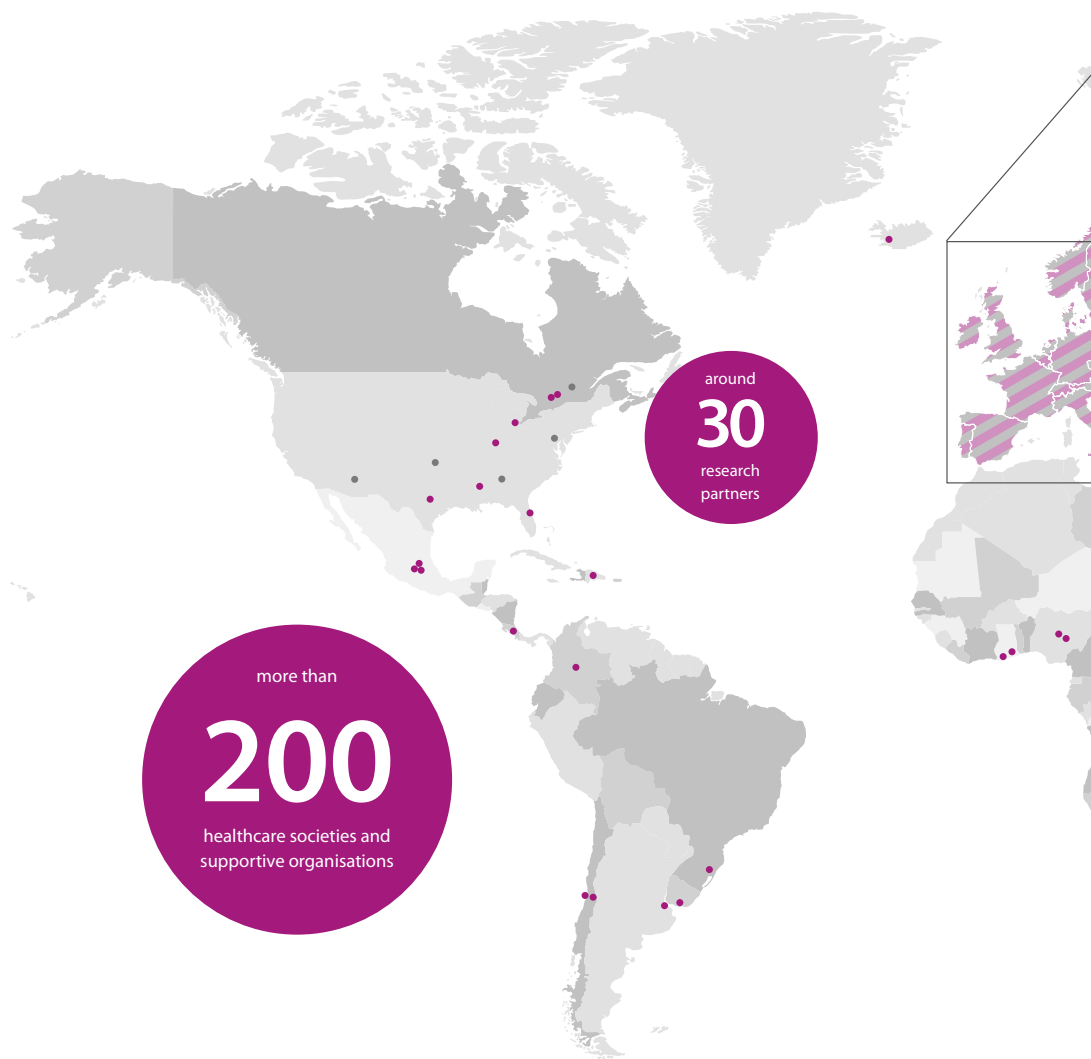 around
30
research
partners
more than
200
healthcare societies and
supportive organisations